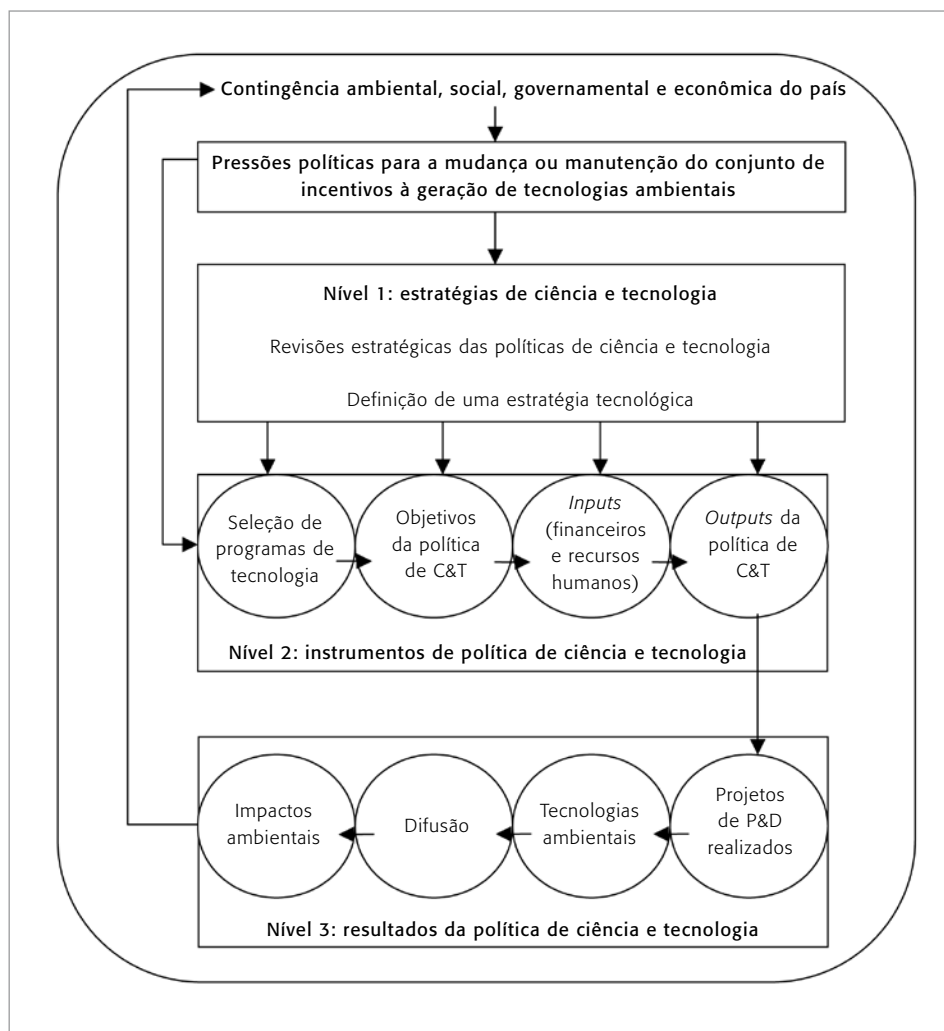 Contingência ambiental, social, governamental e econômica do país
Pressões políticas para a mudança ou manutenção do conjunto de
incentivos à geração de tecnologias ambientais
Nível 1: estratégias de ciência e tecnologia
Revisões estratégicas das políticas de ciência e tecnologia
Definição de uma estratégia tecnológica
Seleção de
programas de
tecnologia
Objetivos
da política
de C&T
Inputs
(financeiros
e recursos
humanos)
Outputs da
política de
C&T
Nível 2: instrumentos de política de ciência e tecnologia
Impactos
ambientais
Difusão
Tecnologias
ambientais
Projetos
de P&D
realizados
Nível 3: resultados da política de ciência e tecnologia